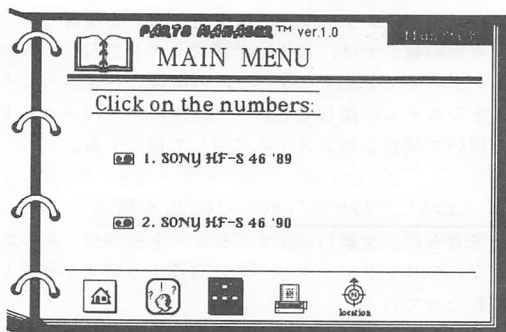 PARTS MANAGER™ ver.1.0
MAIN MENU
Click on the numbers:
1. SONY HF-S 46 '89
2. SONY HF-S 46 '90
location